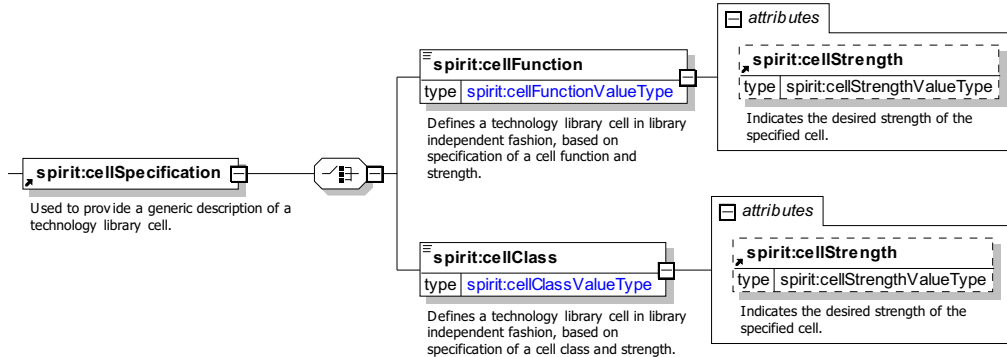 attributes
spirit:cellFunction
type spirit:cellFunctionValueType
Defines a technology library cell in library
independent fashion, based on
specification of a cell function and
strength.
spirit:cellStrength
type spirit:cellStrengthValueType
Indicates the desired strength of the
specified cell.
spirit:cellSpecification
Used to provide a generic description of a
technology library cell.
attributes
spirit:cellClass
type spirit:cellClassValueType
Defines a technology library cell in library
independent fashion, based on
specification of a cell class and strength.
spirit:cellStrength
type spirit:cellStrengthValueType
Indicates the desired strength of the
specified cell.